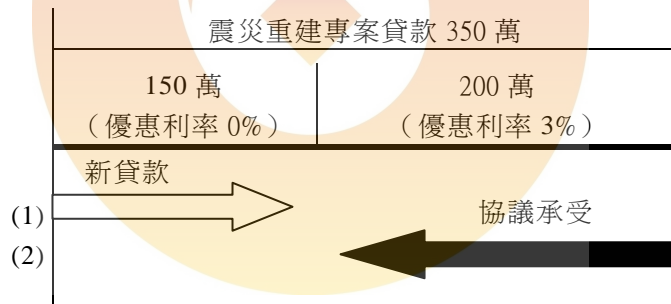 震災重建專案貸款 350 萬
150 萬
(優惠利率 0%)
200 萬
(優惠利率 3%)
新貸款
(1)
協議承受
(2)